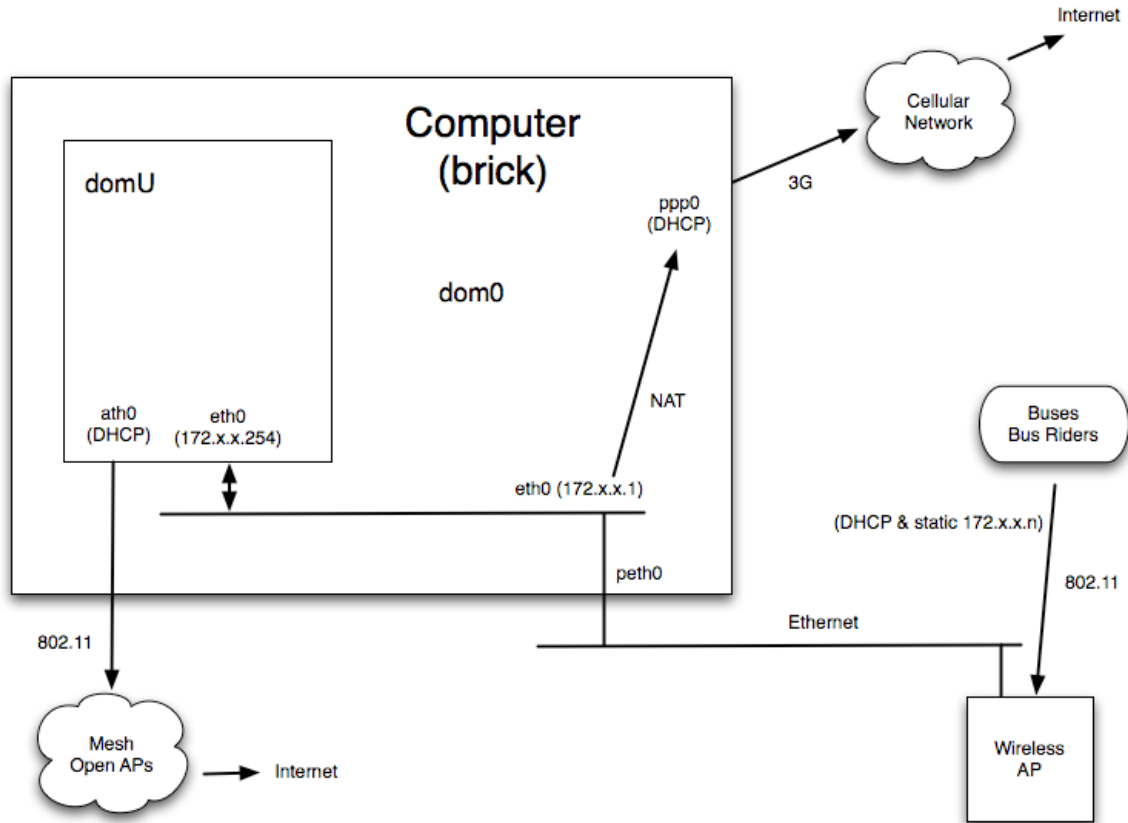 Internet
Cellular
Network
3G
Computer
(brick)
domU
ppp0
(DHCP)
dom0
NAT
ath0
(DHCP)
eth0
(172.x.x.254)
eth0 (172.x.x.1)
peth0
Buses
Bus Riders
(DHCP & static 172.x.x.n)
802.11
Ethernet
802.11
Mesh
Open APs
Internet
Wireless
AP